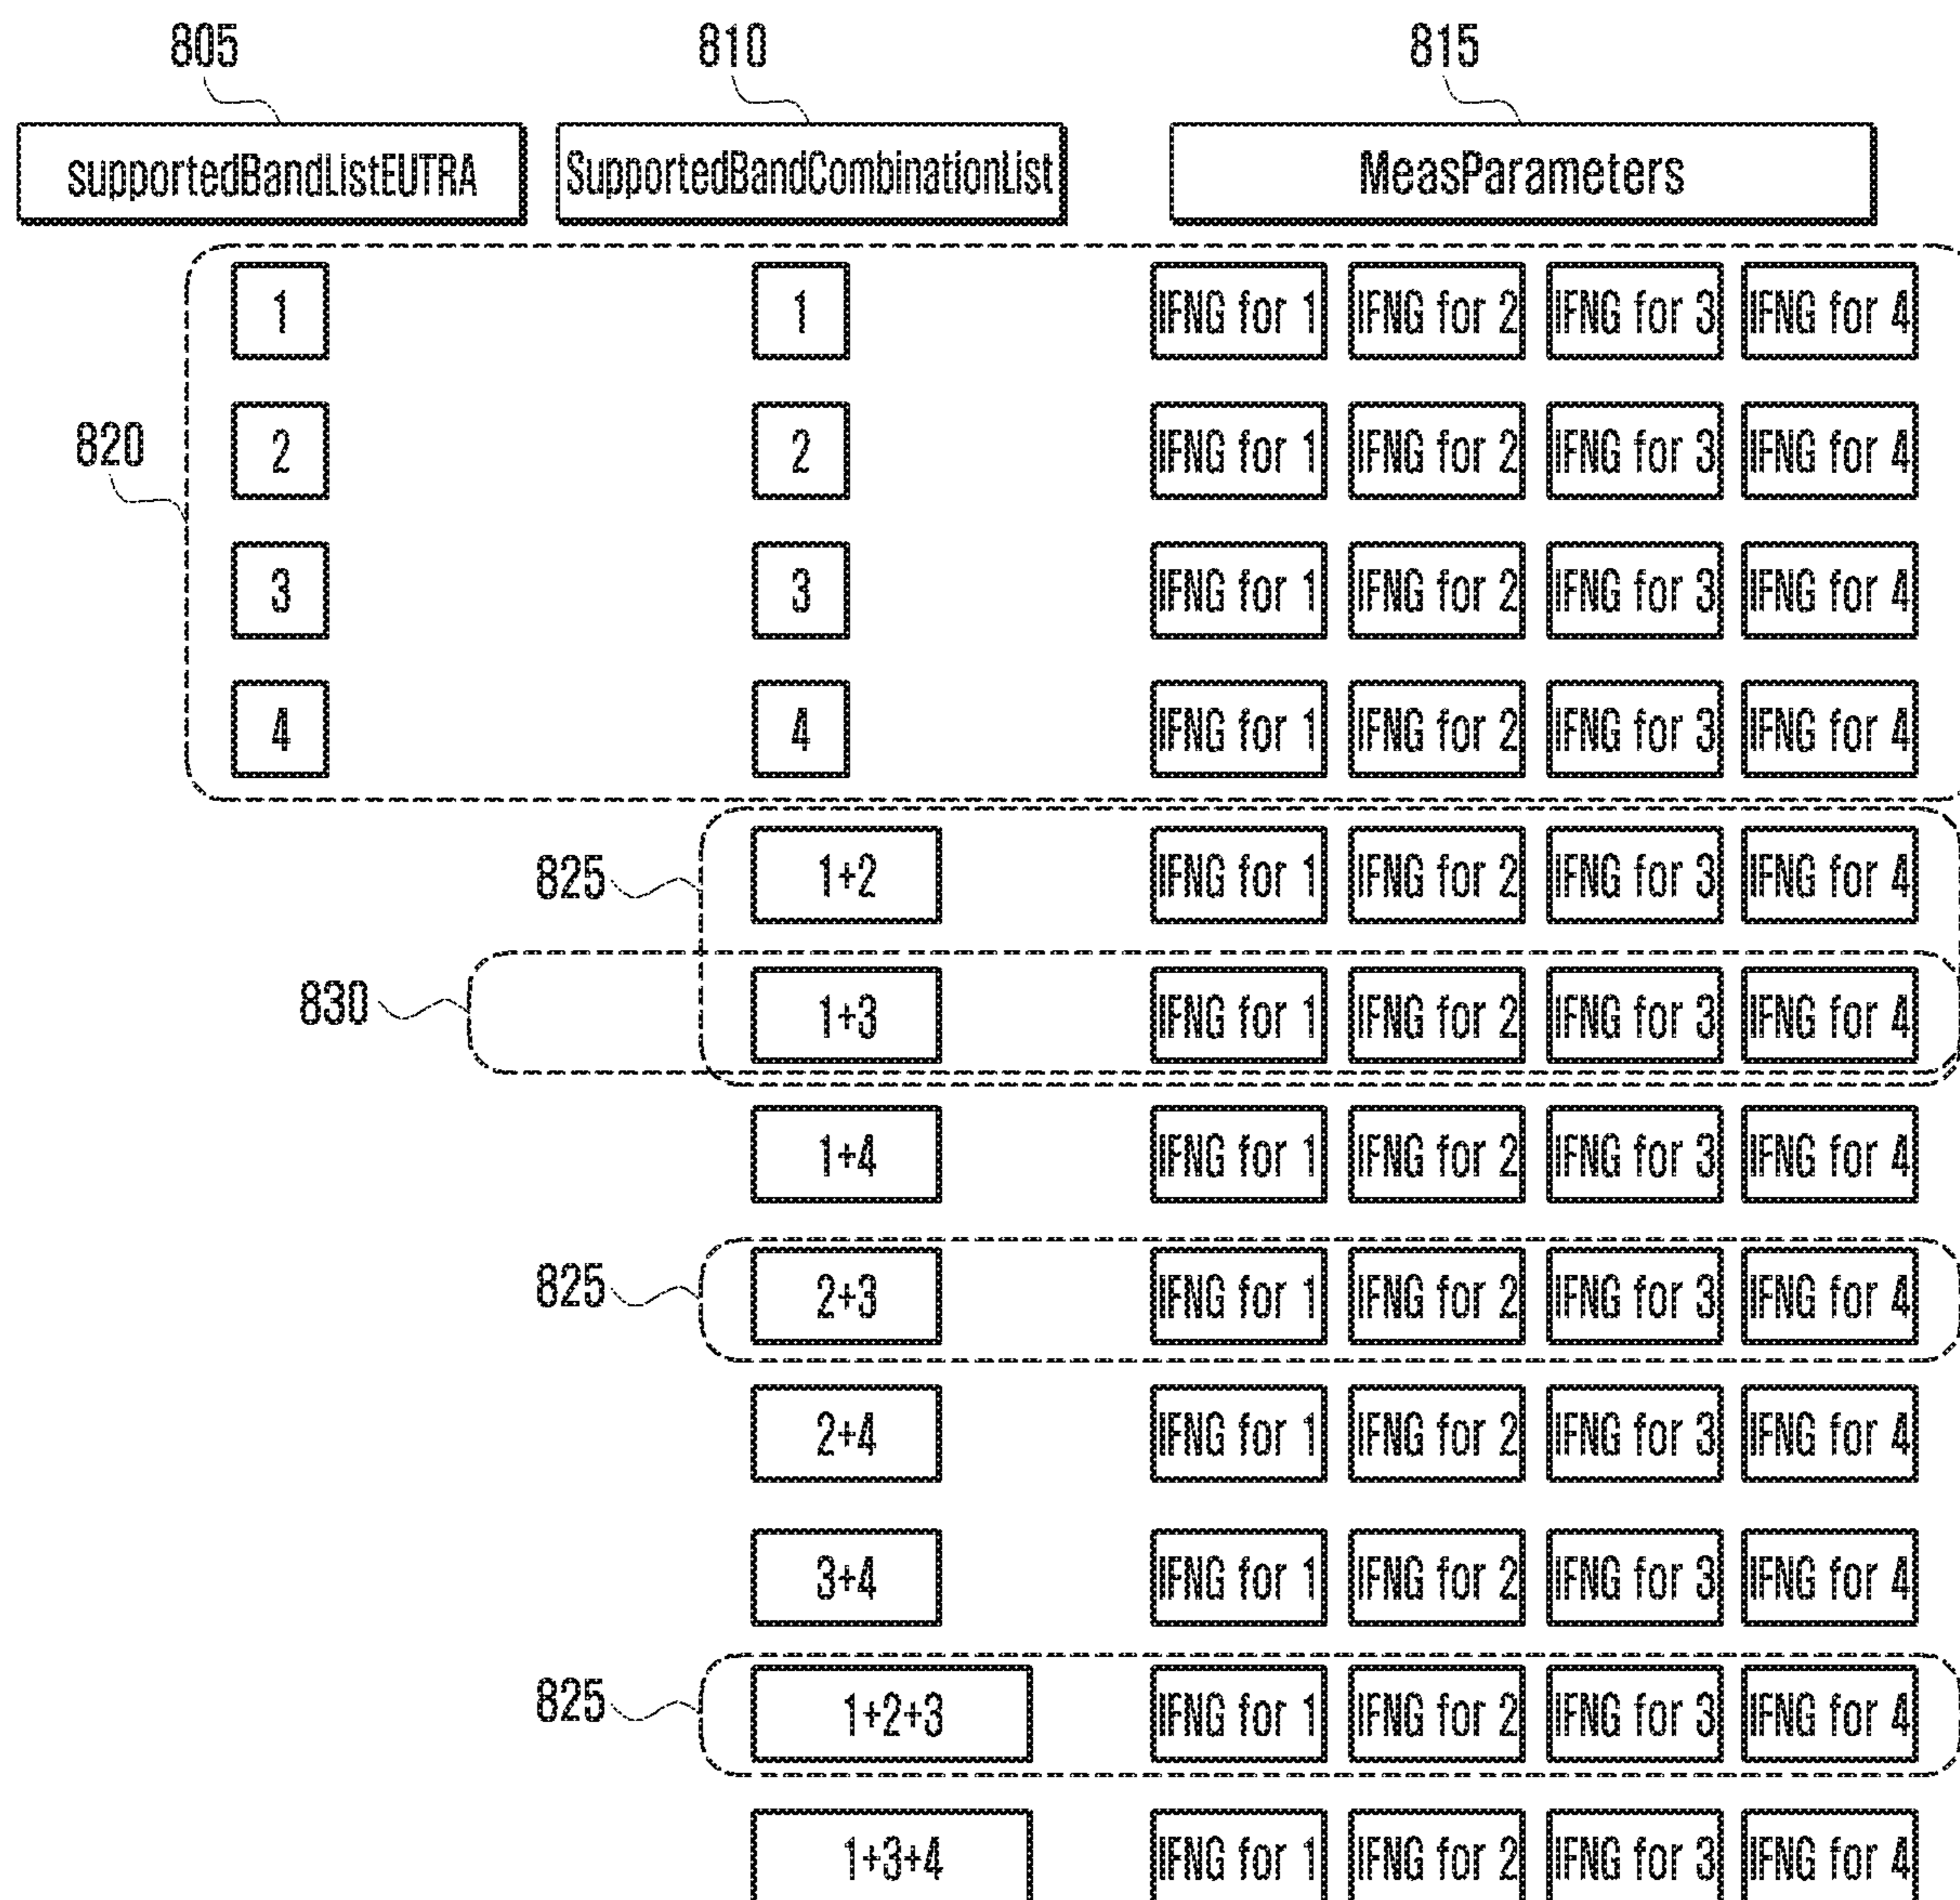 805 810 815
supportedBandListEUTRA SupportedBandCombinationList MeasParameters
1 1 IFNG for 1 IFNG for 2 IFNG for 3 IFNG for 4
820 2 2 IFNG for 1 IFNG for 2 IFNG for 3 IFNG for 4
3 3 IFNG for 1 IFNG for 2 IFNG for 3 IFNG for 4
4 4 IFNG for 1 IFNG for 2 IFNG for 3 IFNG for 4
825 1+2 IFNG for 1 IFNG for 2 IFNG for 3 IFNG for 4
830 1+3 IFNG for 1 IFNG for 2 IFNG for 3 IFNG for 4
1+4 IFNG for 1 IFNG for 2 IFNG for 3 IFNG for 4
825 2+3 IFNG for 1 IFNG for 2 IFNG for 3 IFNG for 4
2+4 IFNG for 1 IFNG for 2 IFNG for 3 IFNG for 4
3+4 IFNG for 1 IFNG for 2 IFNG for 3 IFNG for 4
825 1+2+3 IFNG for 1 IFNG for 2 IFNG for 3 IFNG for 4
1+3+4 IFNG for 1 IFNG for 2 IFNG for 3 IFNG for 4